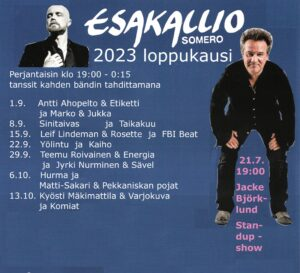 ESAKALLIO
SOMERO
2023 loppukausi
Perjantaisin klo 19:00 - 0:15
tanssit kahden bändin tahdittamana
1.9. Antti Ahopelto & Etiketti
ja Marko & Jukka
8.9. Sinitaivas ja Taikakuu
15.9. Leif Lindeman & Rosette ja FBI Beat
22.9. Yölintu ja Kaiho
29.9. Teemu Roivainen & Energia
ja Jyrki Nurminen & Sävel
6.10. Hurma ja
Matti-Sakari & Pekkaniskan pojat
13.10. Kyösti Mäkimattila & Varjokuva
ja Komiat
21.7.
19:00
Jacke
Björk-
lund
Stan-
dup -
show